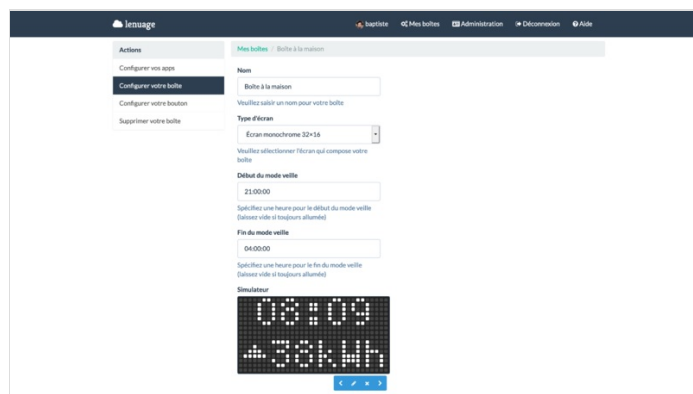 lenuage
baptiste Mes boîtes Administration Déconnexion Aide
Actions
Configurer vos apps
Configurer votre boîte
Configurer votre bouton
Supprimer votre boîte
Mes boîtes / Boîte à la maison
Nom
Boîte à la maison
Veuillez saisir un nom pour votre boîte
Type d'écran
Écran monochrome 32×16
Veuillez sélectionner l'écran qui compose votre
boîte
Début du mode veille
21:00:00
Spécifiez une heure pour le début du mode veille
(laissez vide si toujours allumée)
Fin du mode veille
04:00:00
Spécifiez une heure pour le fin du mode veille
(laissez vide si toujours allumée)
Simulateur
08:09
38kWh